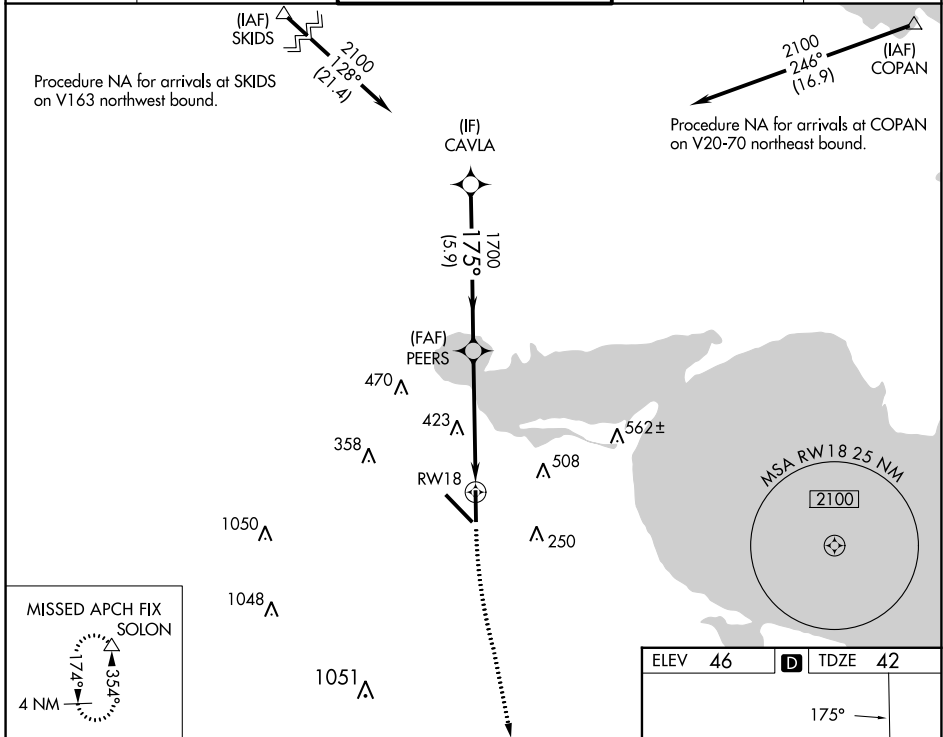 (IAF)
SKIDS
2100
128°
(21.4)
Procedure NA for arrivals at SKIDS
on V163 northwest bound.
2100
246°
(16.9)
(IAF)
COPAN
Procedure NA for arrivals at COPAN
on V20-70 northeast bound.
(IF)
CAVLA
1700
175°
(5.9)
(FAF)
PEERS
470
423
358
562±
508
RW18
250
1050
1048
1051
MSA RW18 25 NM
2100
MISSED APCH FIX
SOLON
174°
354°
4 NM
ELEV 46 D TDZE 42
175°